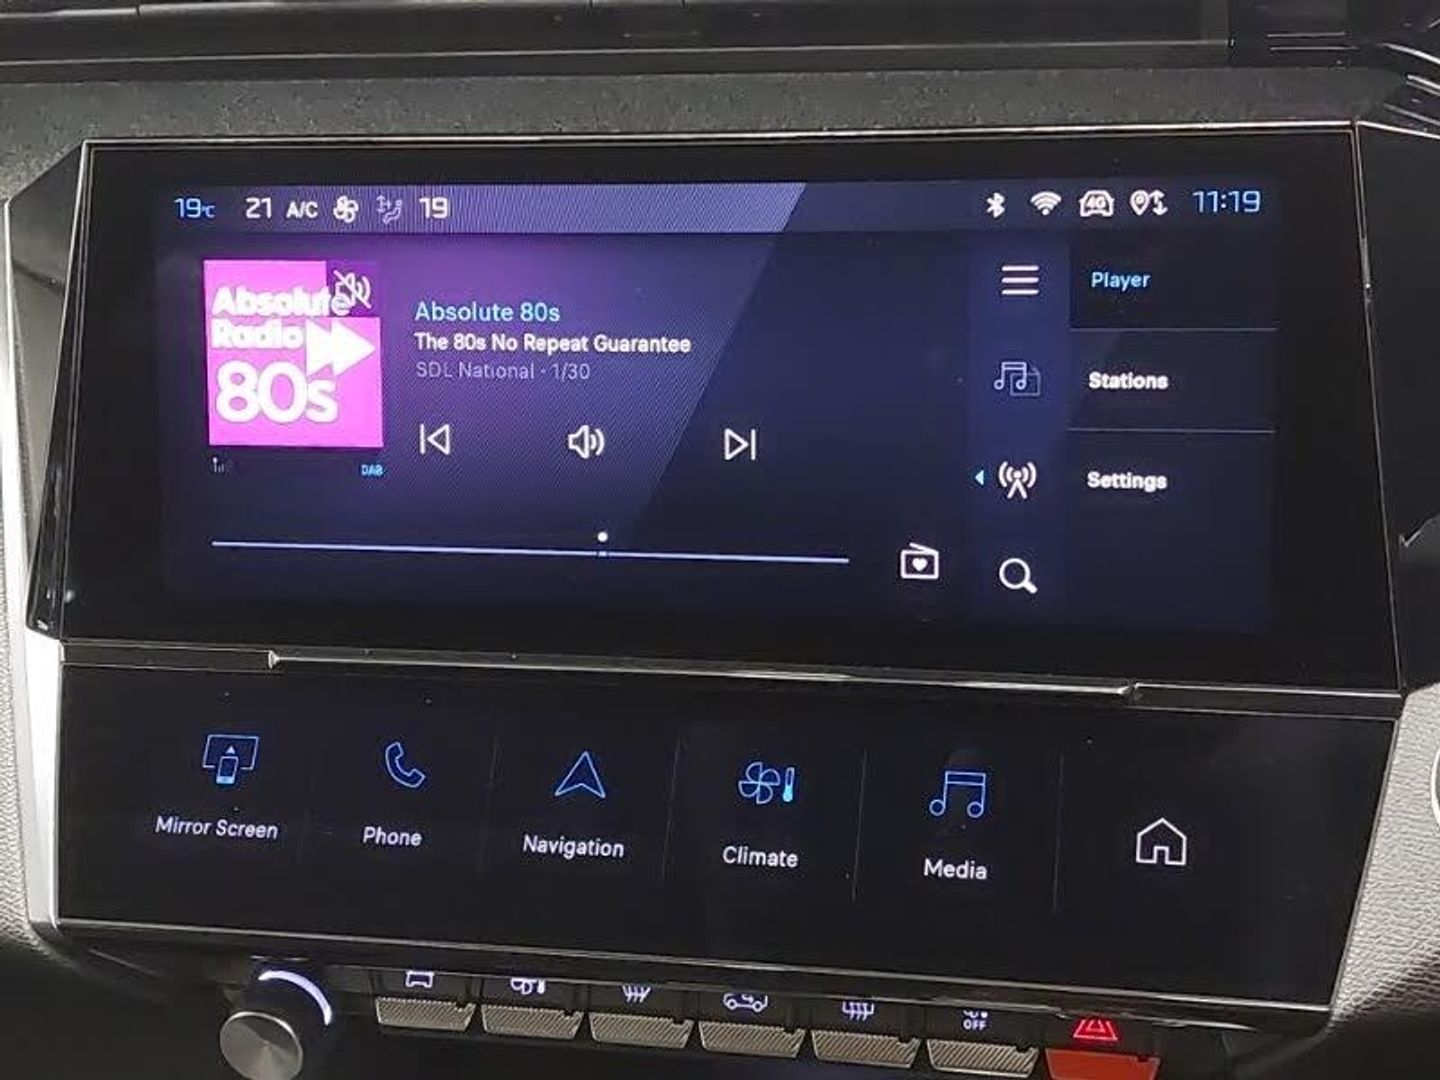 19°C 21 A/C 19 4G 11:19
Absolute
Radio
80s
Absolute 80s
The 80s No Repeat Guarantee
SDL National - 1/30
DAB
Player
Stations
Settings
Mirror Screen
Phone
Navigation
Climate
Media
OFF